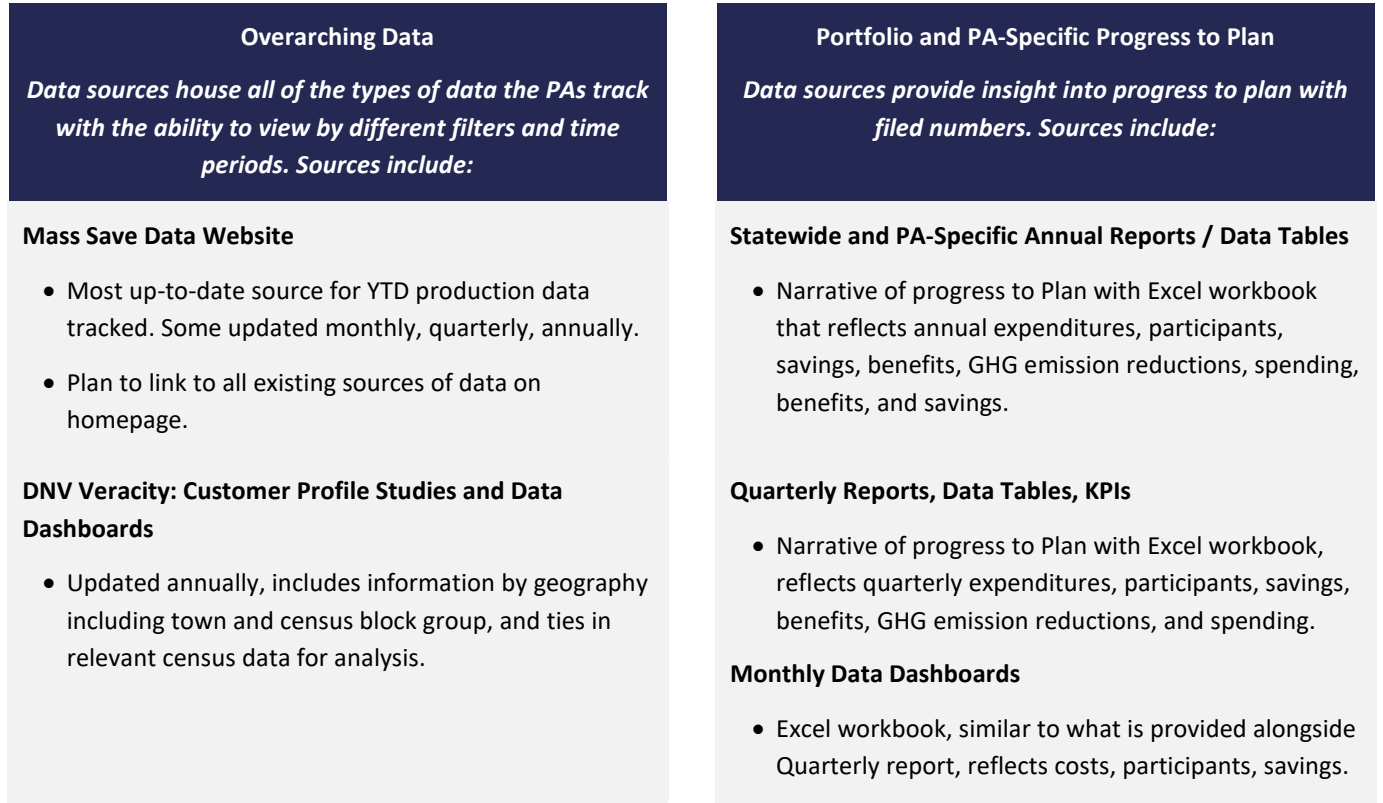 Overarching Data
Data sources house all of the types of data the PAs track
with the ability to view by different filters and time
periods. Sources include:
Mass Save Data Website
• Most up-to-date source for YTD production data
tracked. Some updated monthly, quarterly, annually.
• Plan to link to all existing sources of data on
homepage.
DNV Veracity: Customer Profile Studies and Data
Dashboards
• Updated annually, includes information by geography
including town and census block group, and ties in
relevant census data for analysis.
Portfolio and PA-Specific Progress to Plan
Data sources provide insight into progress to plan with
filed numbers. Sources include:
Statewide and PA-Specific Annual Reports / Data Tables
• Narrative of progress to Plan with Excel workbook
that reflects annual expenditures, participants,
savings, benefits, GHG emission reductions, spending,
benefits, and savings.
Quarterly Reports, Data Tables, KPIs
• Narrative of progress to Plan with Excel workbook,
reflects quarterly expenditures, participants, savings,
benefits, GHG emission reductions, and spending.
Monthly Data Dashboards
• Excel workbook, similar to what is provided alongside
Quarterly report, reflects costs, participants, savings.